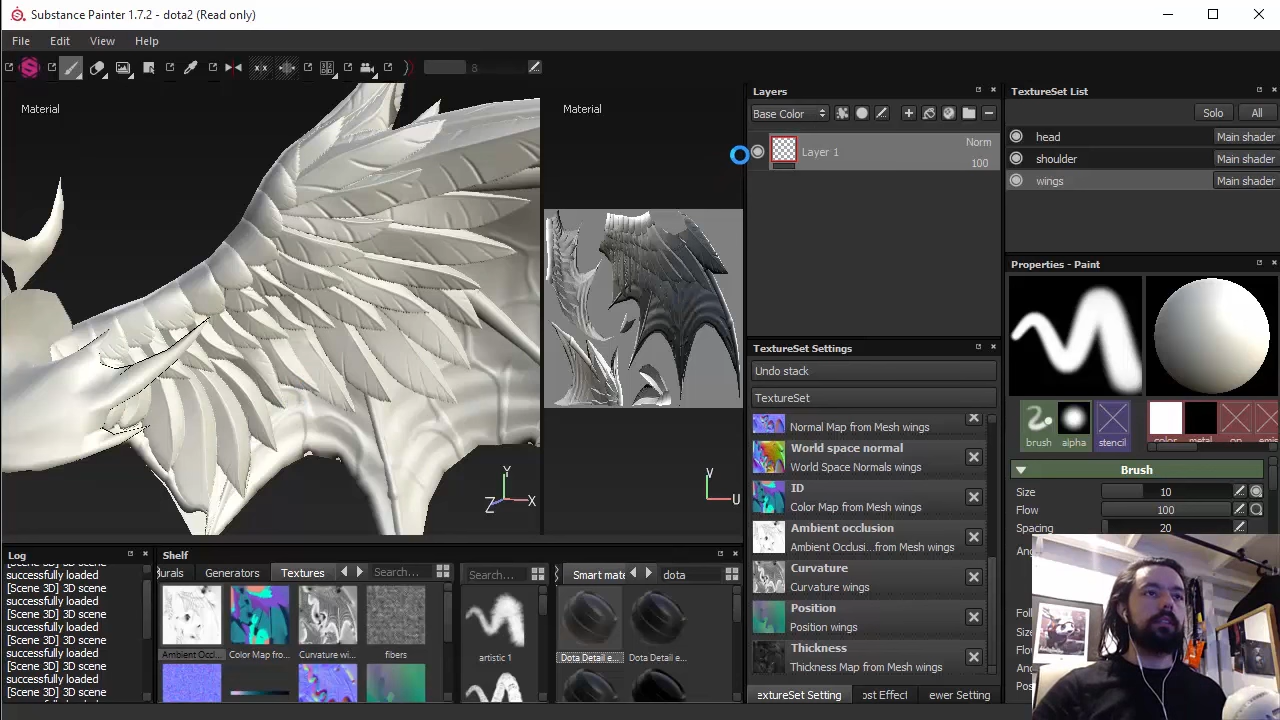 Substance Painter 1.7.2 - dota2 (Read only)
File Edit View Help
8
Material
Material
Y
Z
X
V
U
Layers
Base Color
Layer 1
Norm
100
TextureSet List
Solo
All
head
Main shader
shoulder
Main shader
wings
Main shader
TextureSet Settings
Undo stack
TextureSet
Normal Map from Mesh wings
World space normal
World Space Normals wings
ID
Color Map from Mesh wings
Ambient occlusion
Ambient Occlusi...from Mesh wings
Curvature
Curvature wings
Position
Position wings
Thickness
Thickness Map from Mesh wings
extureSet Setting
ost Effect
ewer Setting
Properties - Paint
brush
alpha
stencil
color
metal
Brush
Size
10
Flow
100
Spacing
20
Log
successfully loaded
[Scene 3D] 3D scene
successfully loaded
[Scene 3D] 3D scene
successfully loaded
[Scene 3D] 3D scene
successfully loaded
[Scene 3D] 3D scene
successfully loaded
[Scene 3D] 3D scene
successfully loaded
Shelf
urals
Generators
Textures
Search...
Ambient Occl...
Color Map fro...
Curvature wi...
fibers
Search...
artistic 1
Smart mate
dota
Dota Detail e...
Dota Detail e...